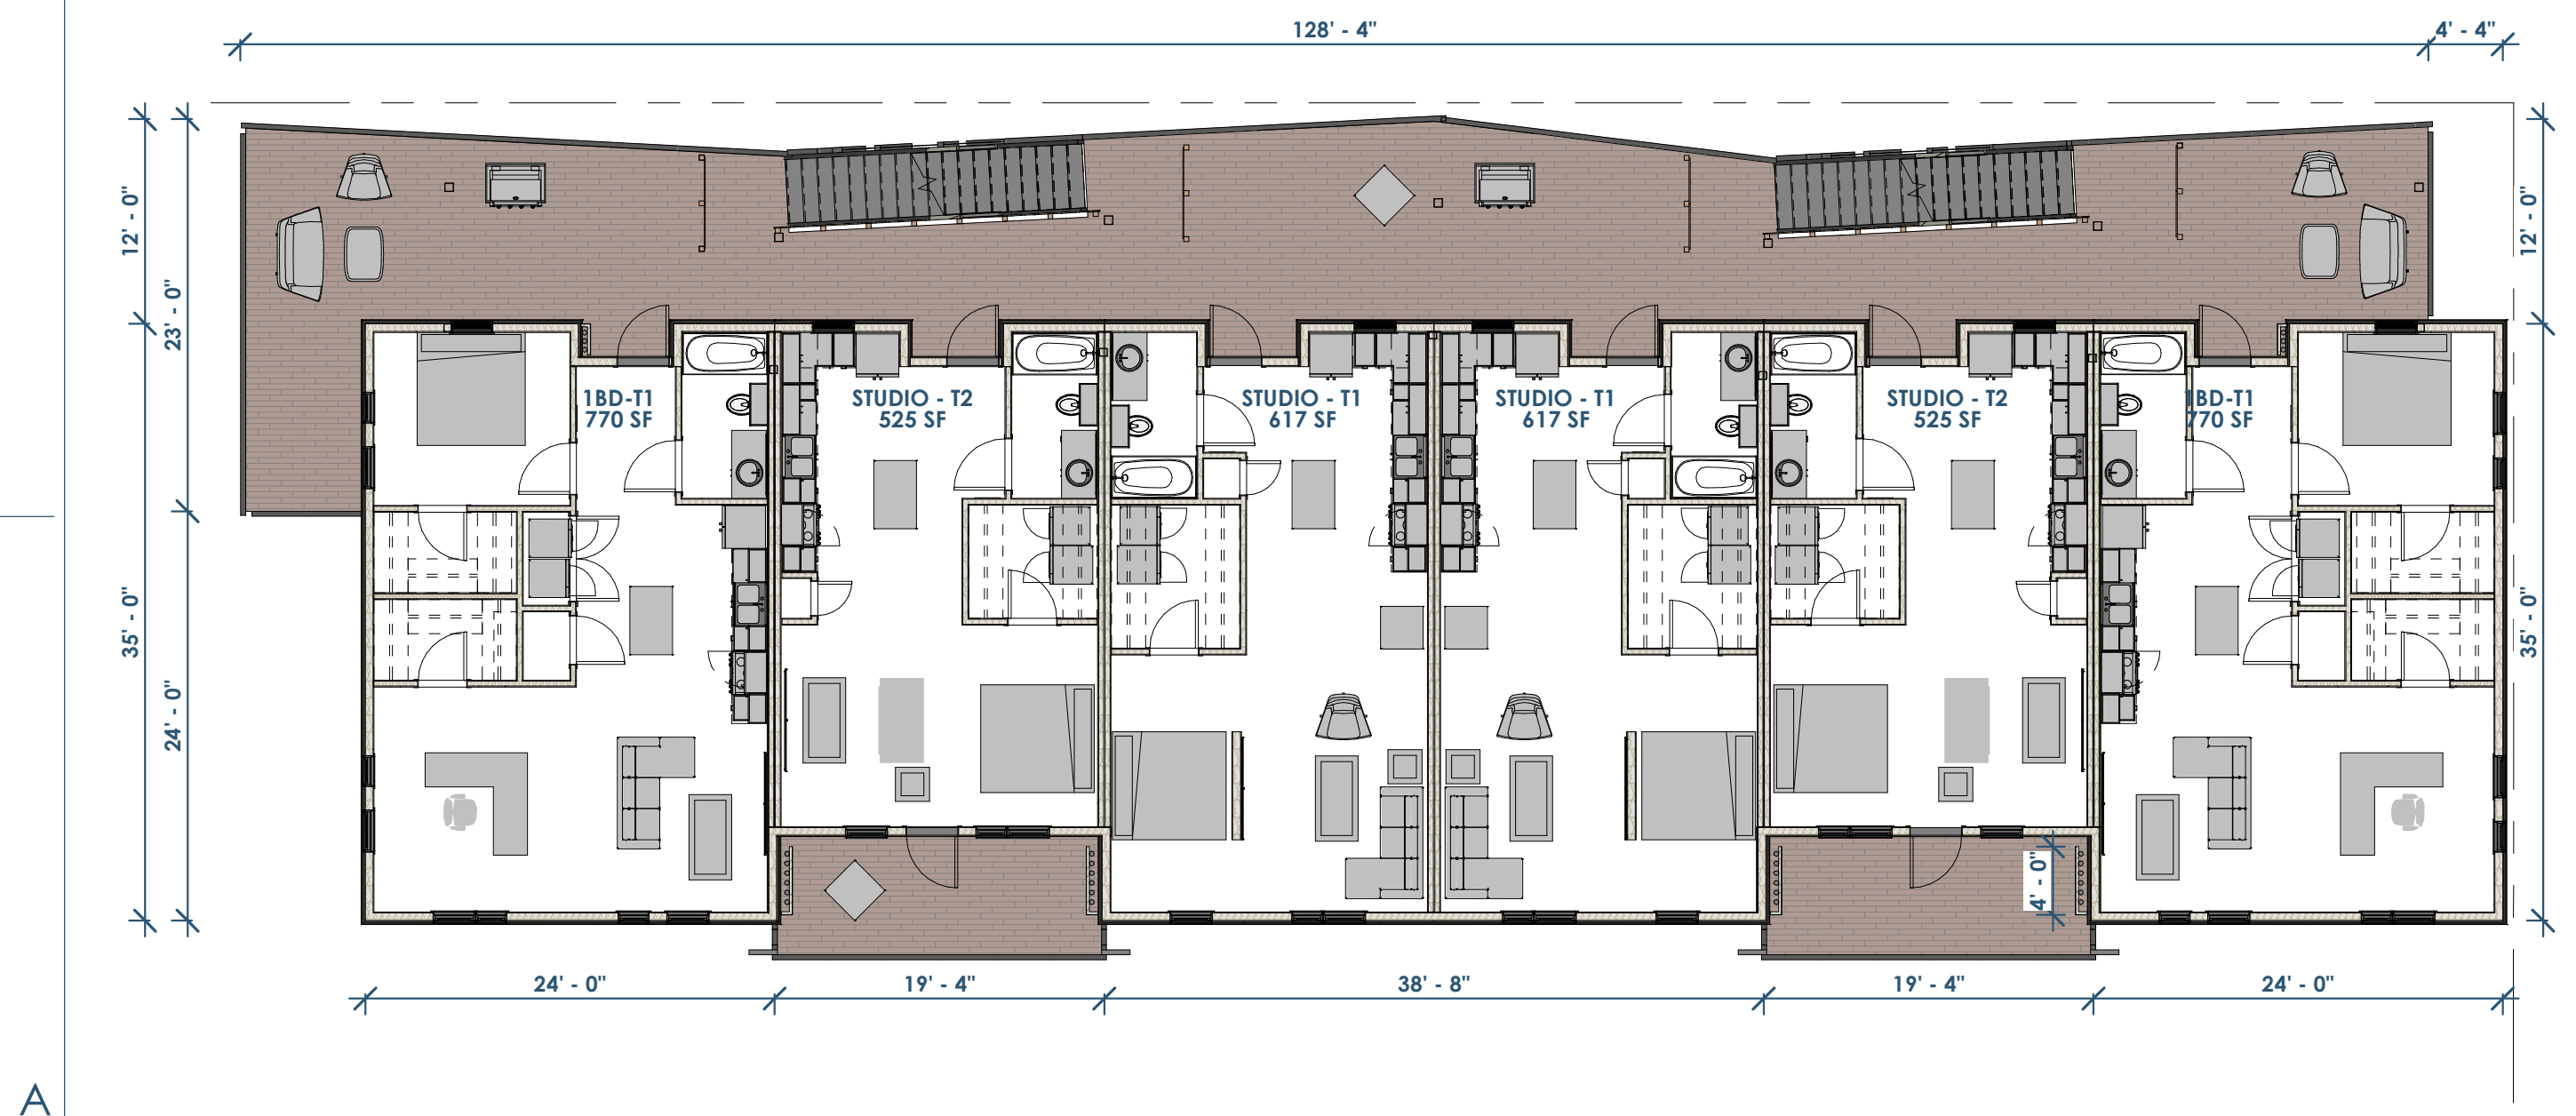 128' - 4"
4' - 4"
12' - 0"
23' - 0"
12' - 0"
1BD-T1
770 SF
STUDIO - T2
525 SF
STUDIO - T1
617 SF
STUDIO - T1
617 SF
STUDIO - T2
525 SF
1BD-T1
770 SF
35' - 0"
24' - 0"
35' - 0"
4' - 0"
24' - 0"
19' - 4"
38' - 8"
19' - 4"
24' - 0"
A